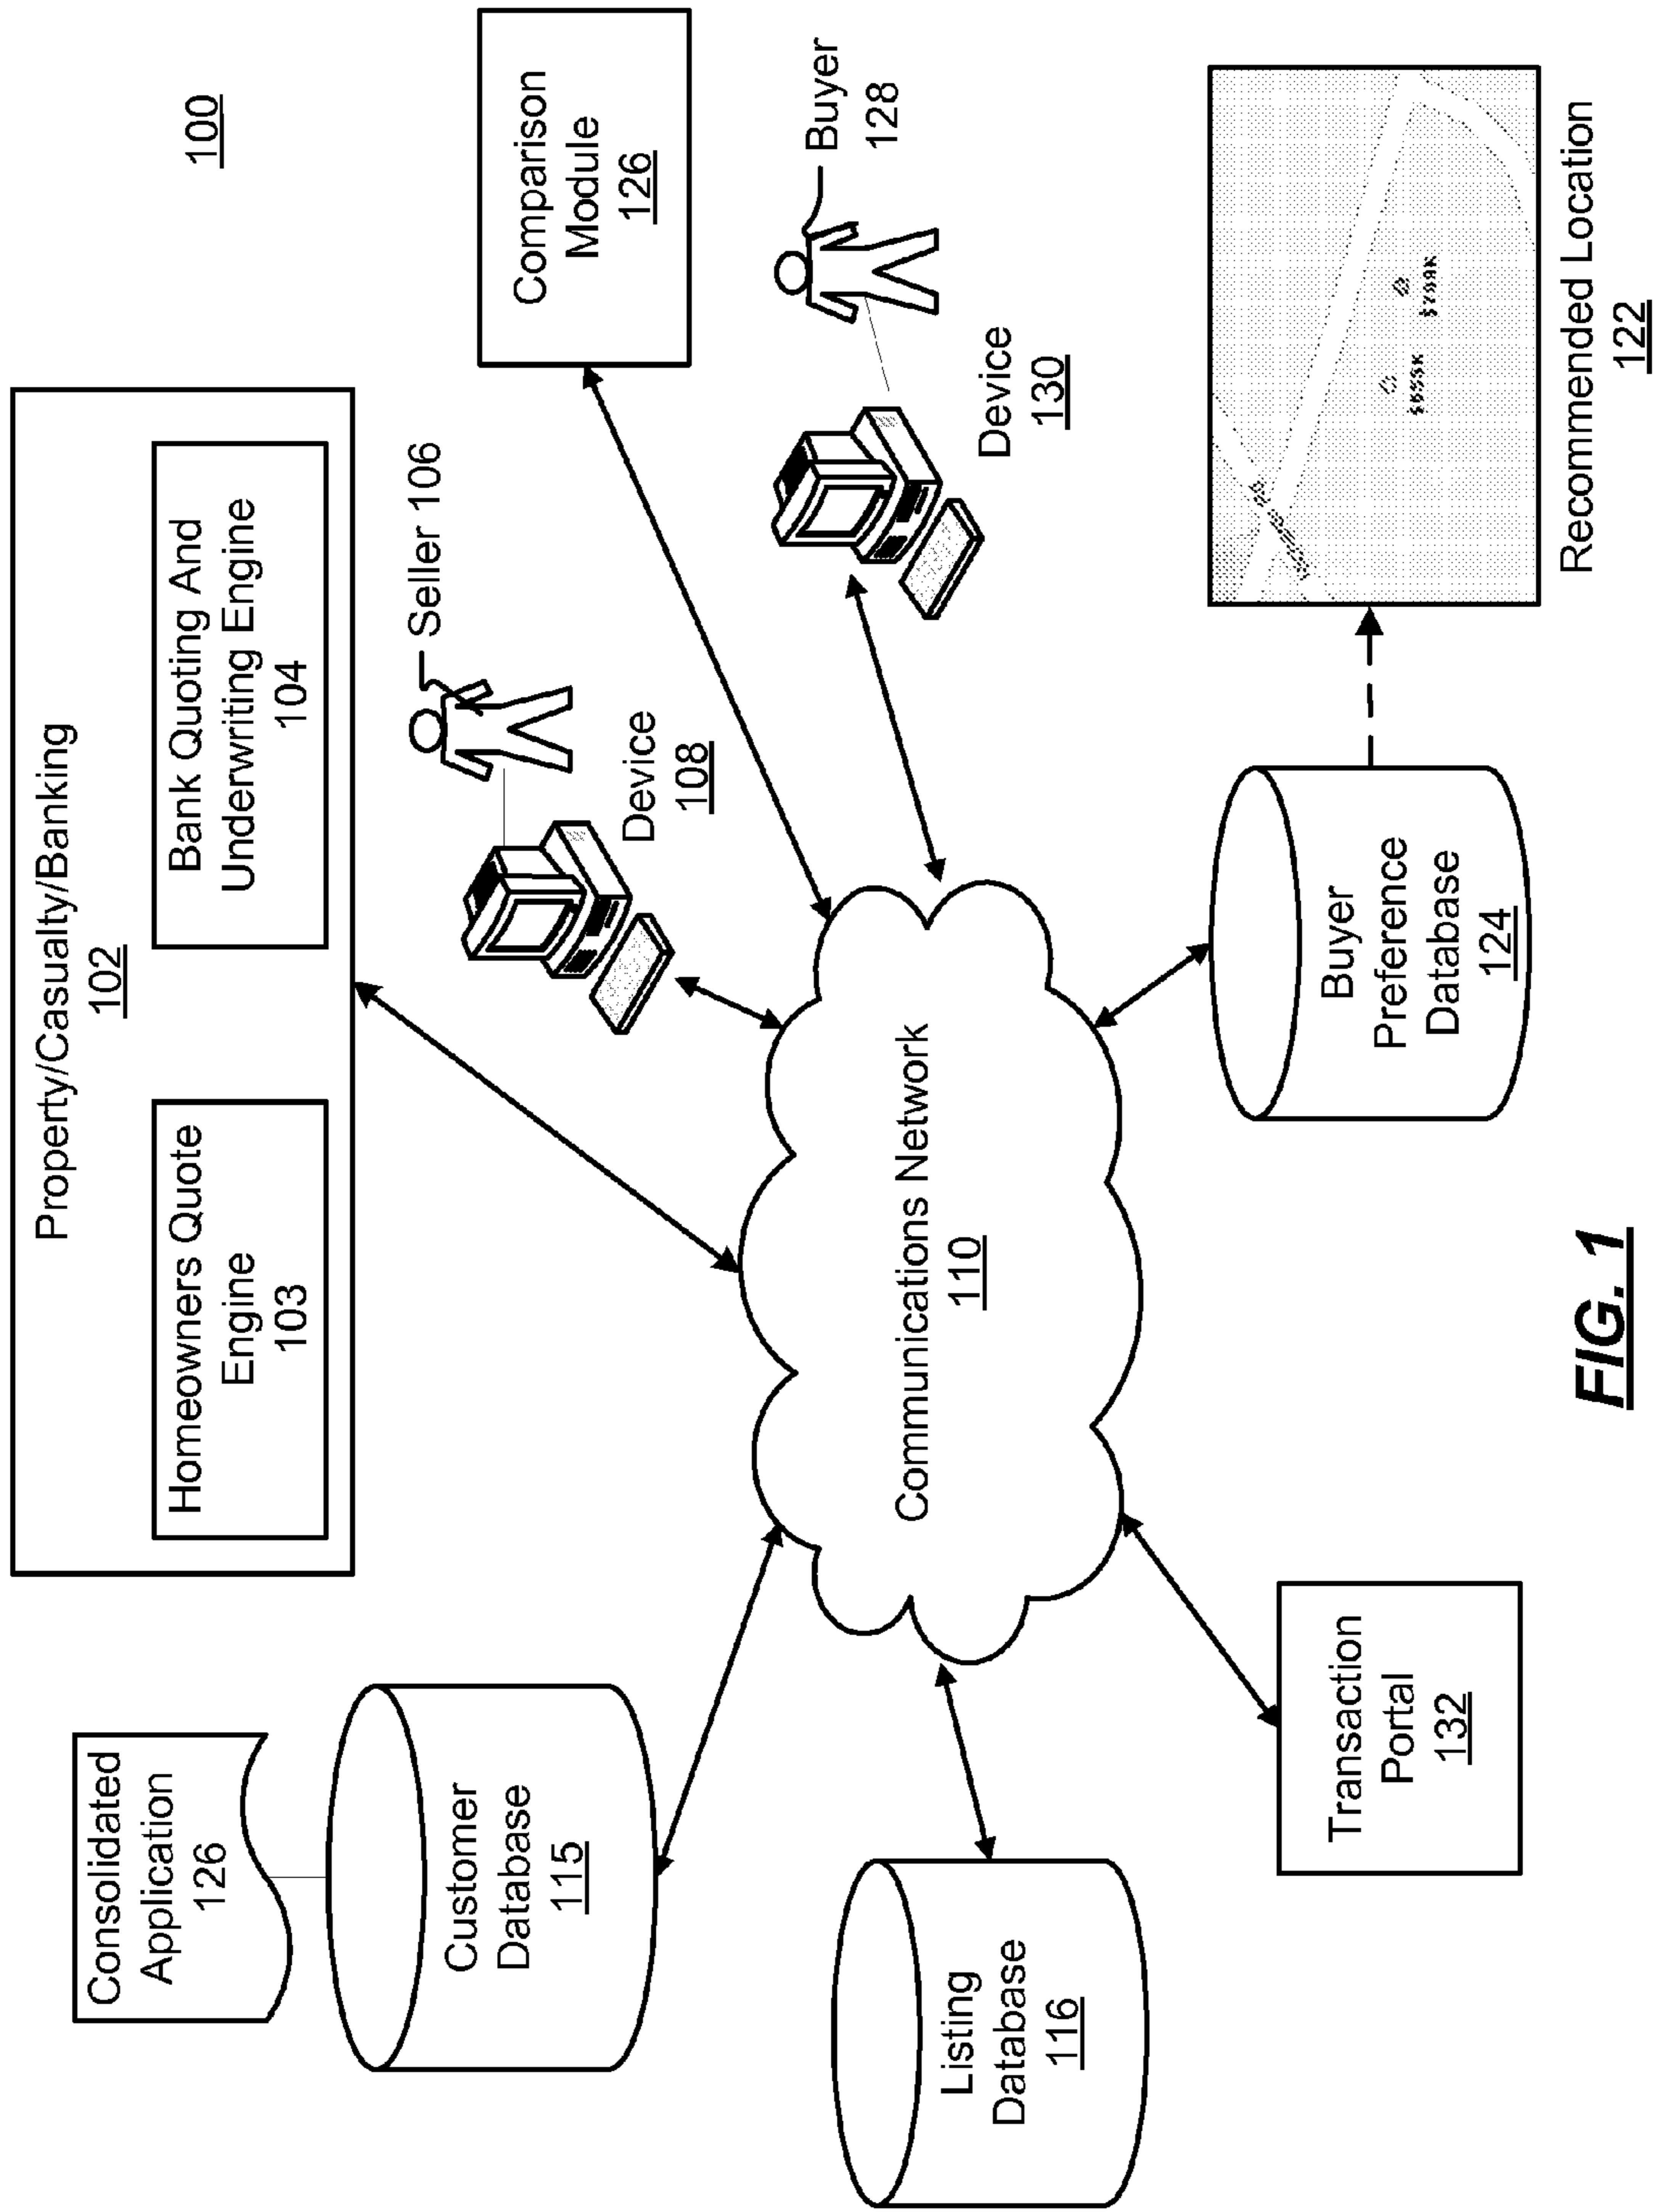 100
Property/Casualty/Banking
102
Homeowners Quote
Engine
103
Bank Quoting And
Underwriting Engine
104
Consolidated
Application
126
Customer
Database
115
Seller 106
Device
108
Comparison
Module
126
Buyer
128
Device
130
Communications Network
110
Listing
Database
116
Transaction
Portal
132
Buyer
Preference
Database
124
Recommended Location
122
FIG. 1